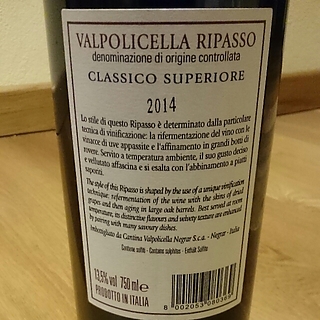 VALPOLICELLA RIPASSO
denominazione di origine controllata
CLASSICO SUPERIORE
2014
Lo stile di questo Ripasso è determinato dalla particolare
tecnica di vinificazione: la rifermentazione del vino con le
vinacce di uve appassite e l'affinamento in grandi botti di
rovere. Servito a temperatura ambiente, il suo gusto deciso
e vellutato affascina e si esalta con l'abbinamento a piatti
saporiti.
The style of this Ripasso is shaped by the use of a unique vinification
technique: refermentation of the wine with the skins of dried
grapes and then aging in large oak barrels. Best served at room
temperature, its distinctive flavours and velvety texture are enhanced
by pairing with many savoury dishes.
Imbottigliato da Cantina Valpolicella Negrar S.c.a. - Negrar - Italia
Contiene solfiti - Contains sulphites - Enthält Sulfite
13,5% vol 750 ml e
PRODOTTO IN ITALIA